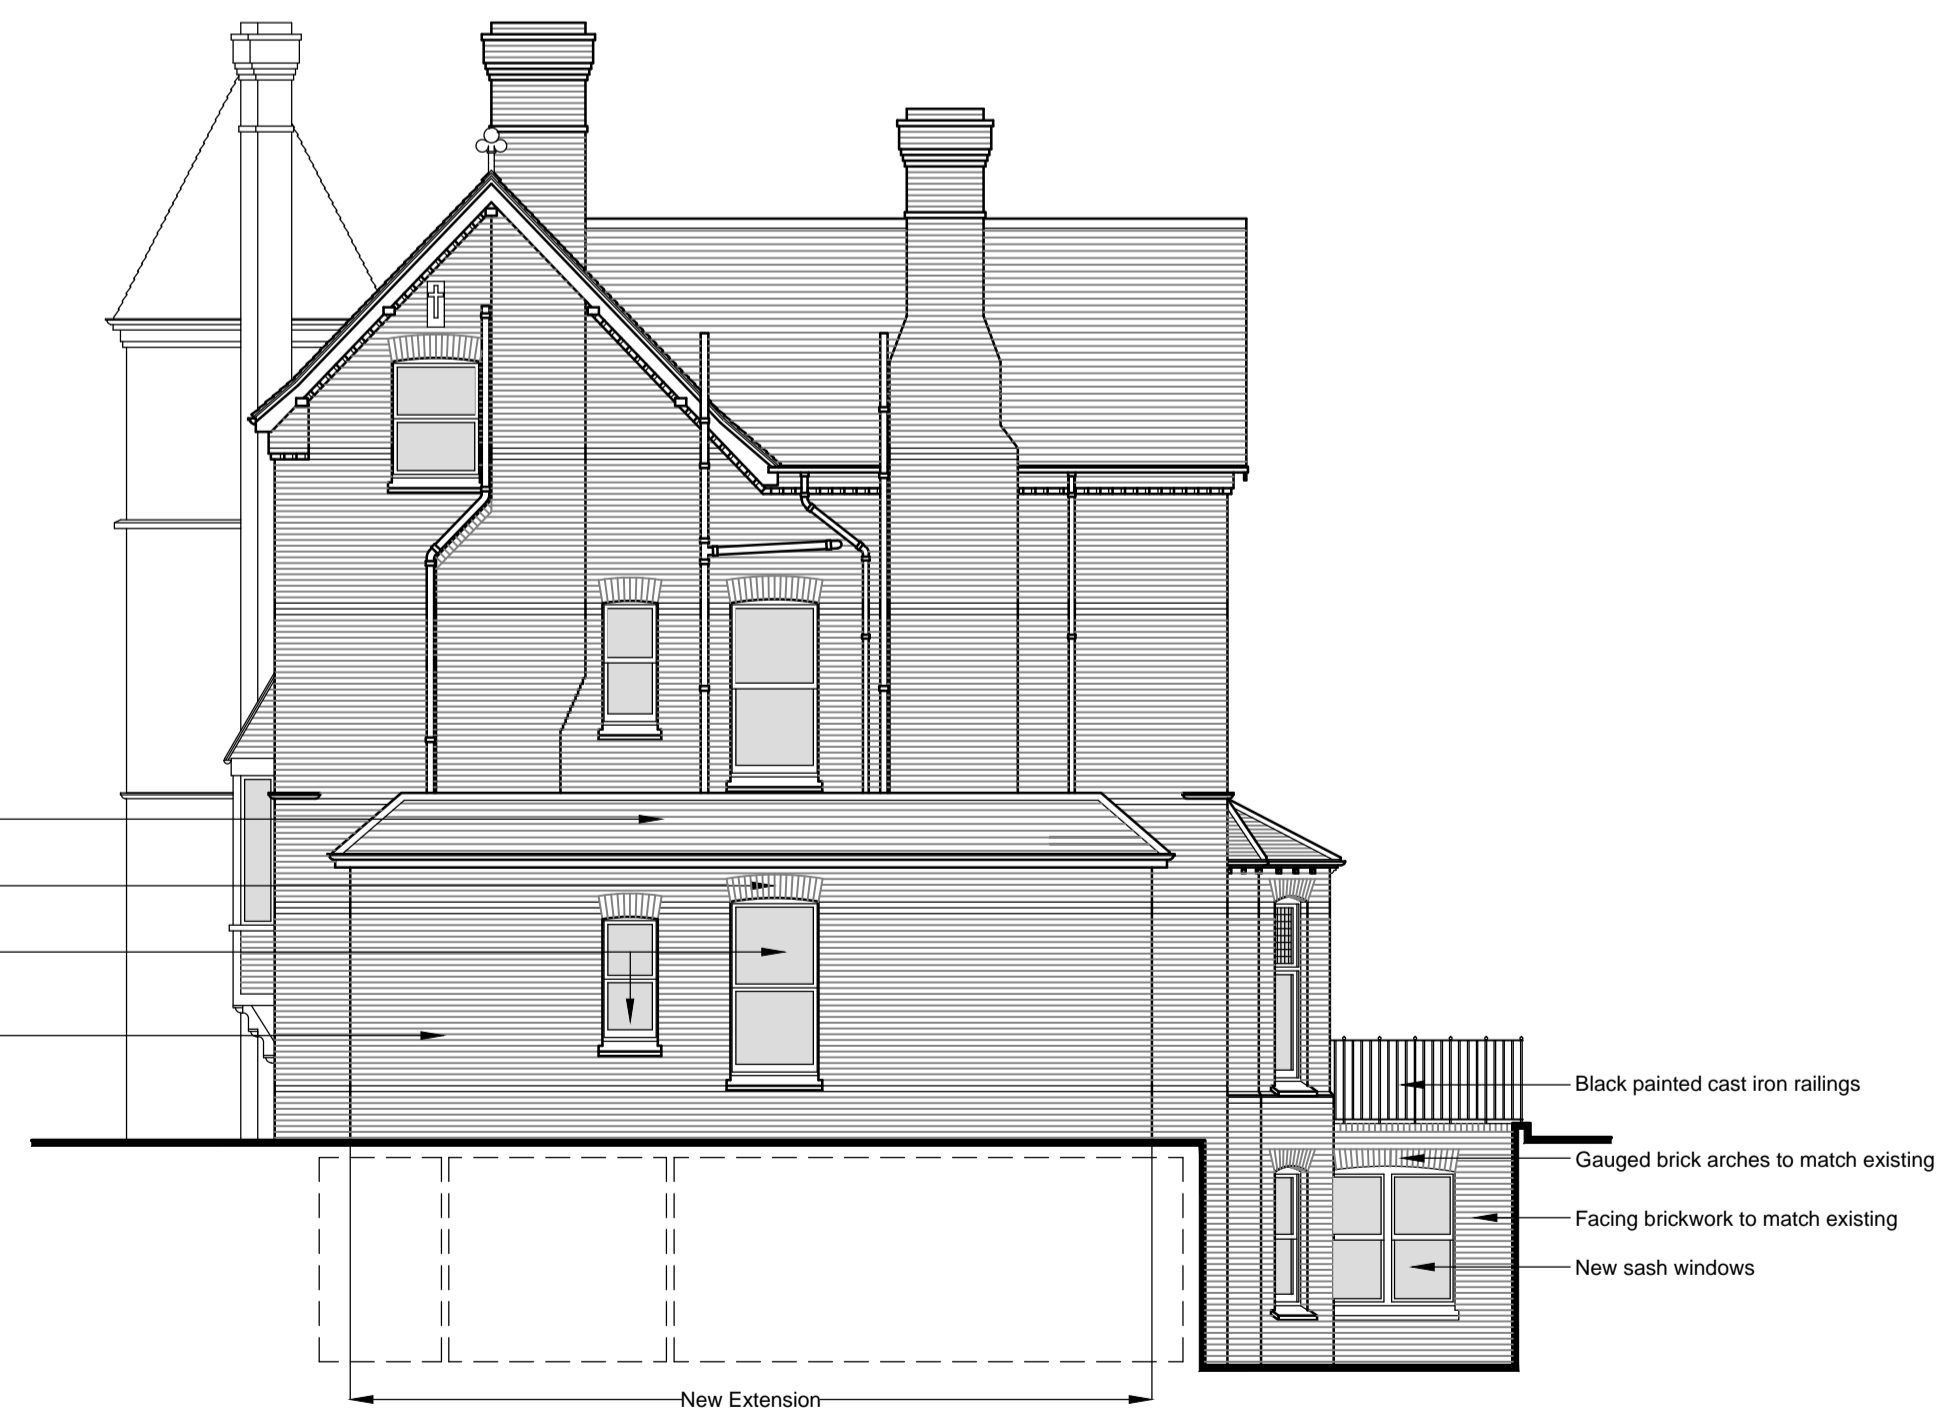 Black painted cast iron railings
Gauged brick arches to match existing
Facing brickwork to match existing
New sash windows
New Extension